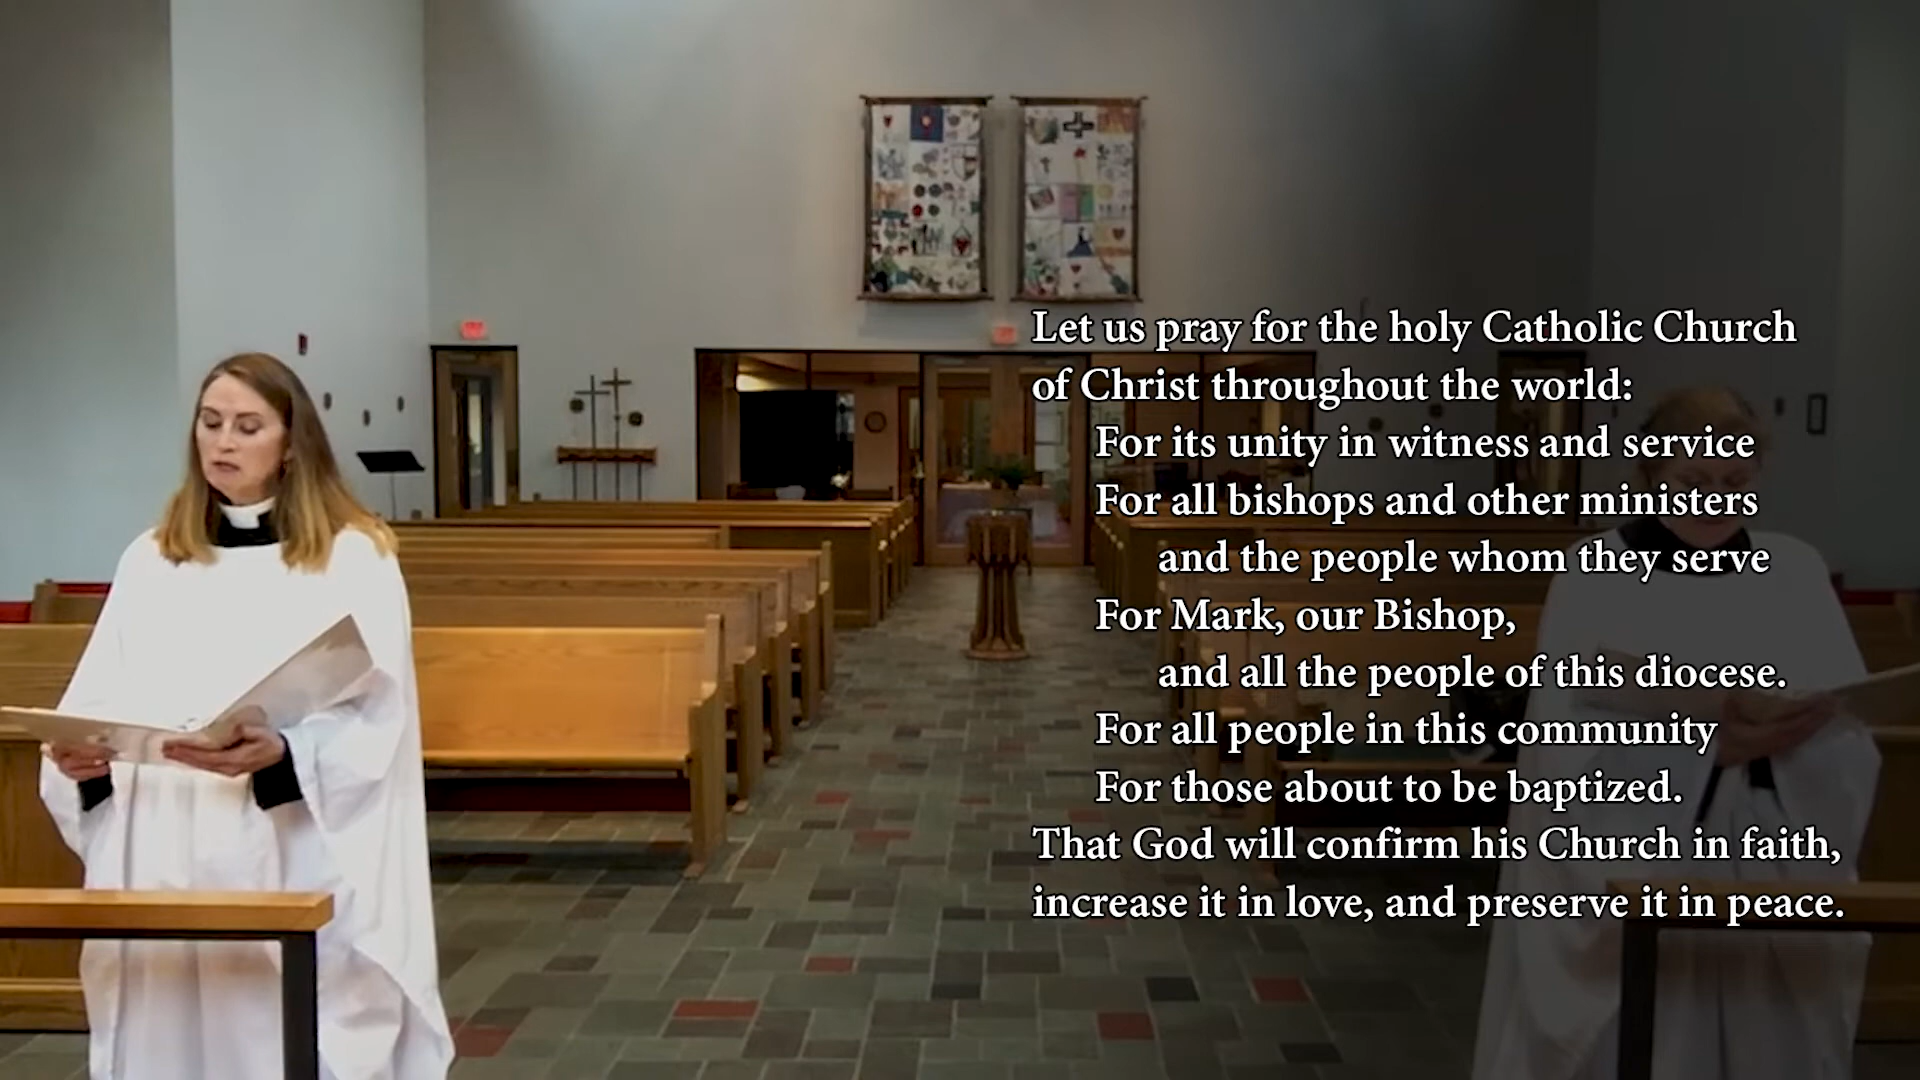 Let us pray for the holy Catholic Church
of Christ throughout the world:
For its unity in witness and service
For all bishops and other ministers
and the people whom they serve
For Mark, our Bishop,
and all the people of this diocese.
For all people in this community
For those about to be baptized.
That God will confirm his Church in faith,
increase it in love, and preserve it in peace.